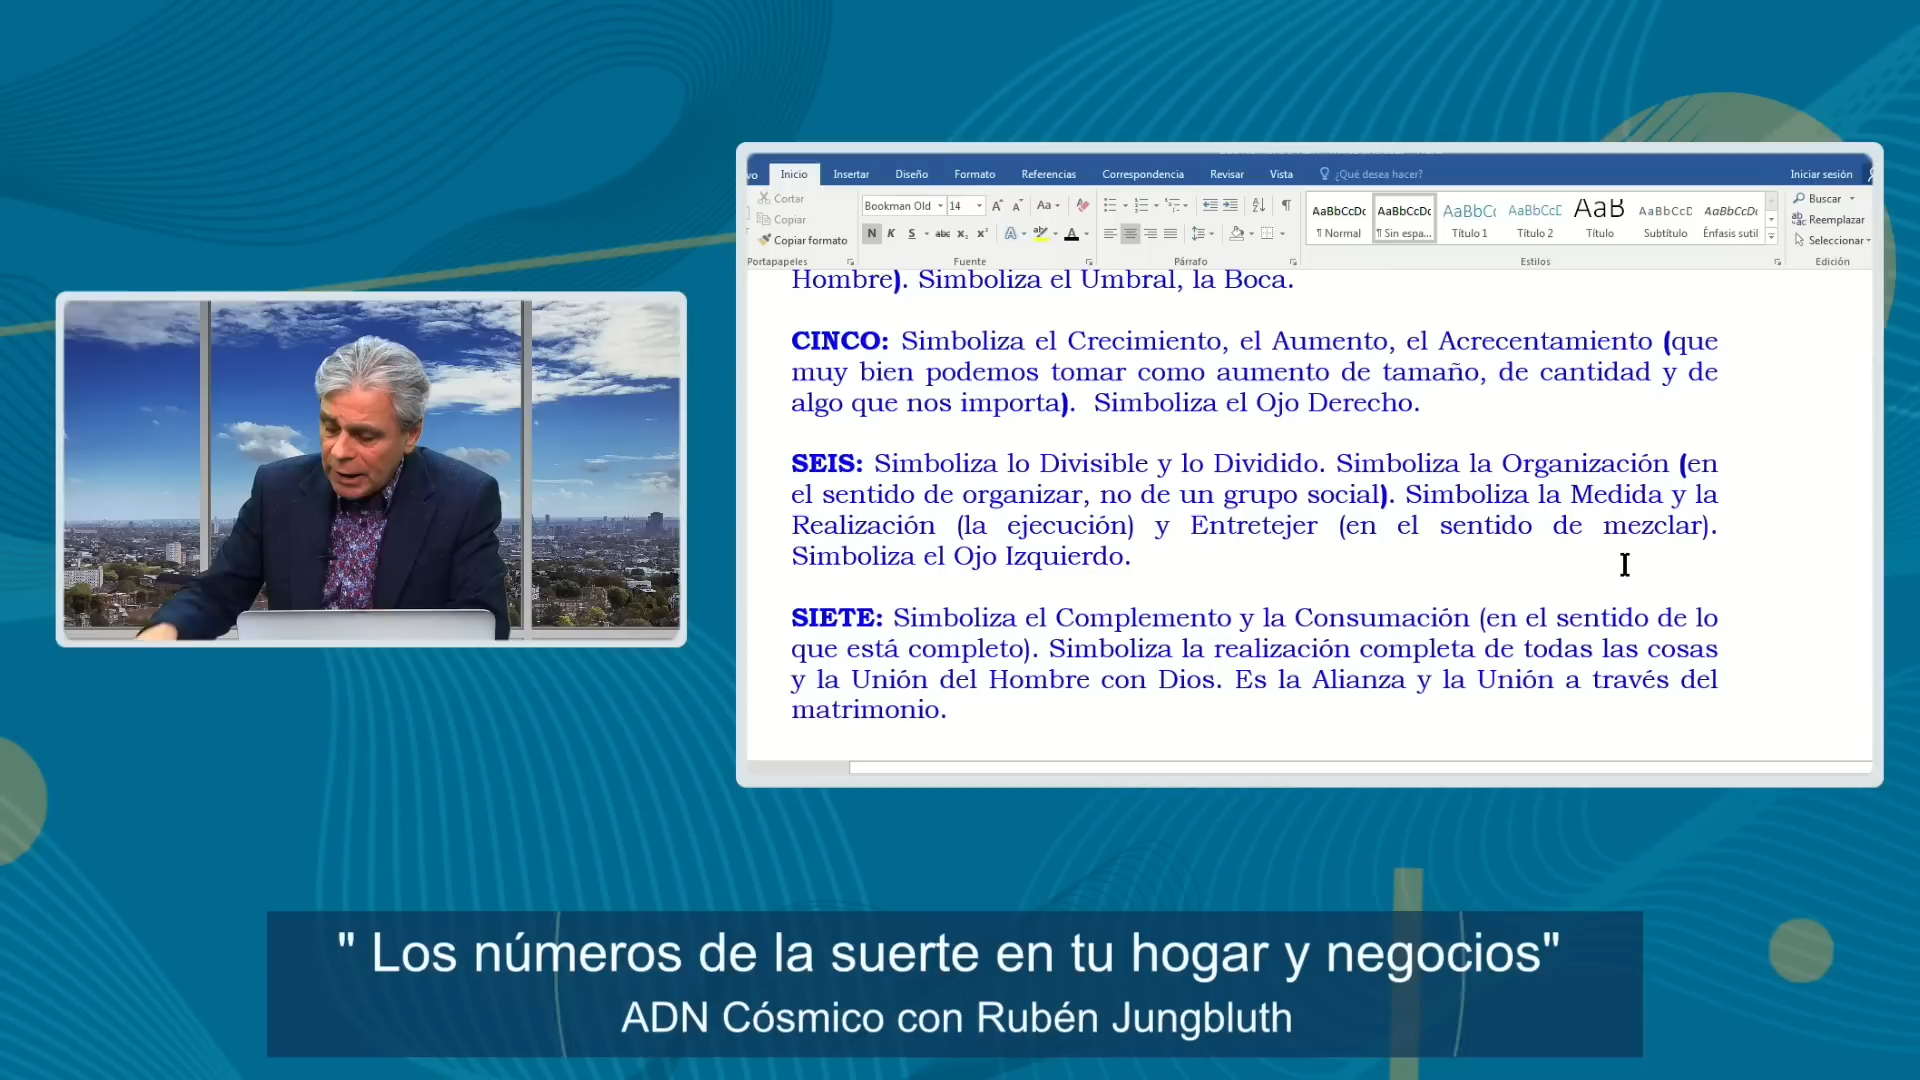 Inicio Insertar Diseño Formato Referencias Correspondencia Revisar Vista ¿Qué desea hacer? Iniciar sesión
Cortar
Copiar
Copiar formato
Portapapeles
Bookman Old 14
N K S abc x₂ x²
Fuente
Párrafo
AaBbCcDc AaBbCcDc AaBbCc AaBbCcD AaB AaBbCcD AaBbCcDc
¶ Normal ¶ Sin espa... Título 1 Título 2 Título Subtítulo Énfasis sutil
Estilos
Buscar
Reemplazar
Seleccionar
Edición
Hombre). Simboliza el Umbral, la Boca.
CINCO: Simboliza el Crecimiento, el Aumento, el Acrecentamiento (que
muy bien podemos tomar como aumento de tamaño, de cantidad y de
algo que nos importa). Simboliza el Ojo Derecho.
SEIS: Simboliza lo Divisible y lo Dividido. Simboliza la Organización (en
el sentido de organizar, no de un grupo social). Simboliza la Medida y la
Realización (la ejecución) y Entretejer (en el sentido de mezclar).
Simboliza el Ojo Izquierdo.
SIETE: Simboliza el Complemento y la Consumación (en el sentido de lo
que está completo). Simboliza la realización completa de todas las cosas
y la Unión del Hombre con Dios. Es la Alianza y la Unión a través del
matrimonio.
" Los números de la suerte en tu hogar y negocios"
ADN Cósmico con Rubén Jungbluth